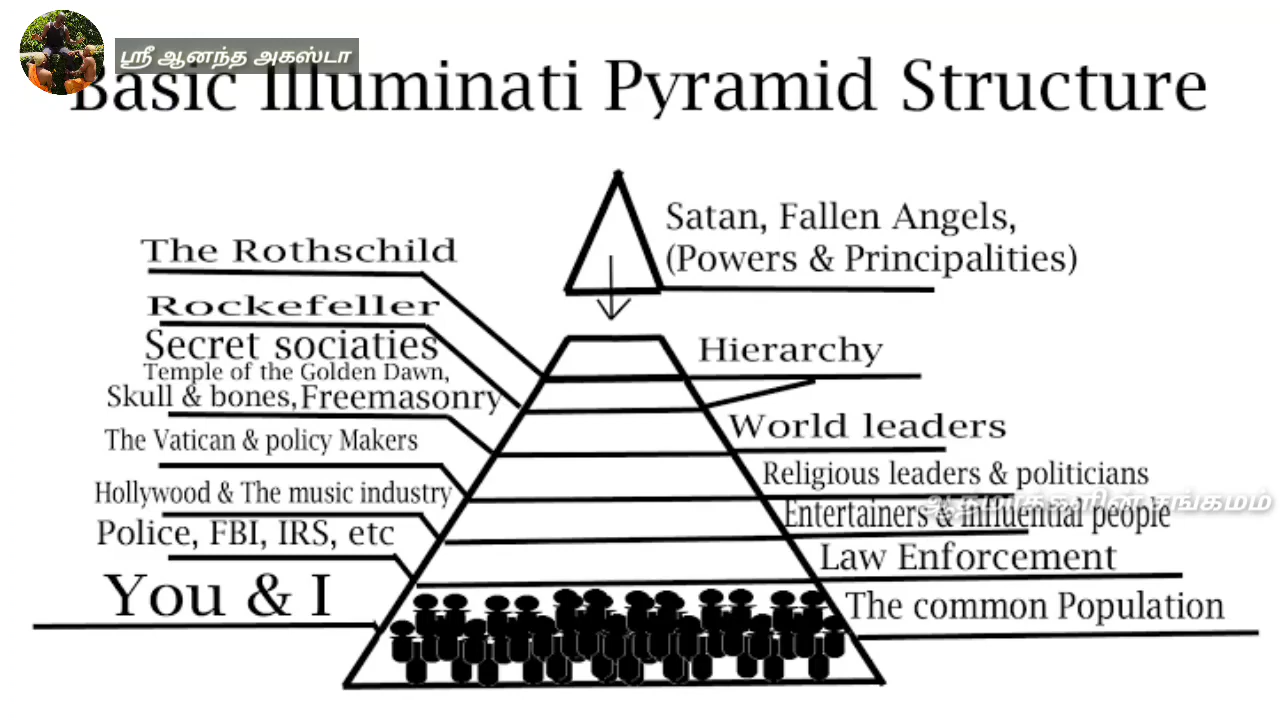 ஸ்ரீ ஆனந்த அகஸ்டா
Basic Illuminati Pyramid Structure
Satan, Fallen Angels,
(Powers & Principalities)
The Rothschild
Rockefeller
Secret sociaties
Temple of the Golden Dawn,
Skull & bones, Freemasonry
The Vatican & policy Makers
Hollywood & The music industry
Police, FBI, IRS, etc
You & I
Hierarchy
World leaders
Religious leaders & politicians
Entertainers & influential people
Law Enforcement
The common Population